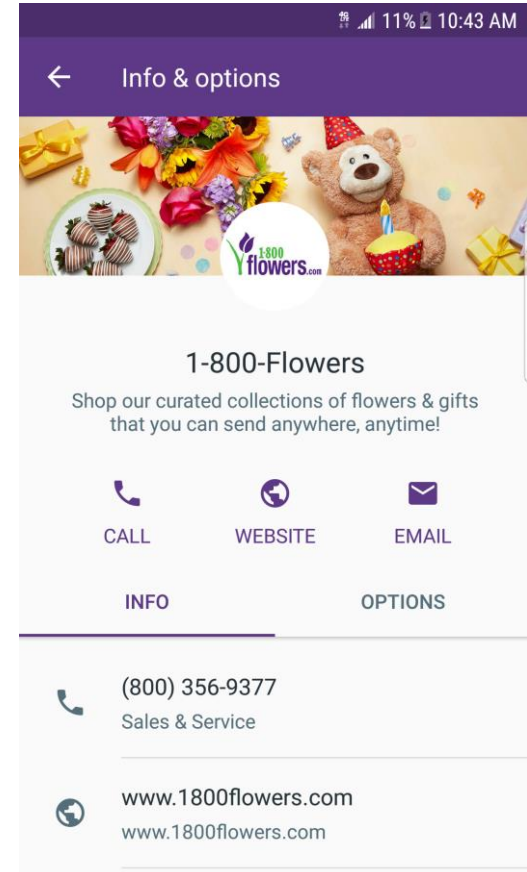 11% 10:43 AM
Info & options
1-800
flowers.com
1-800-Flowers
Shop our curated collections of flowers & gifts
that you can send anywhere, anytime!
CALL WEBSITE EMAIL
INFO OPTIONS
(800) 356-9377
Sales & Service
www.1800flowers.com
www.1800flowers.com